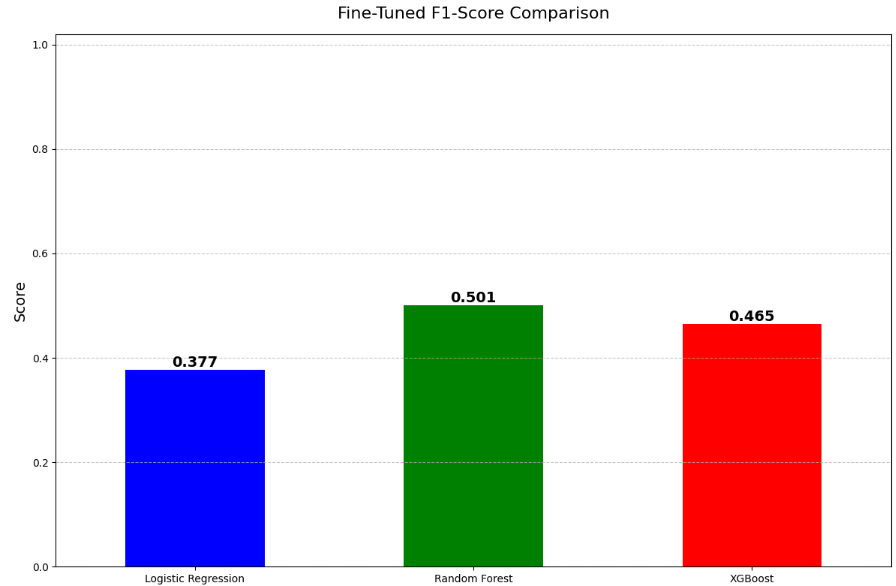 Fine-Tuned F1-Score Comparison
1.0
0.8
0.6
0.4
0.2
0.0
Score
0.377
0.501
0.465
Logistic Regression
Random Forest
XGBoost